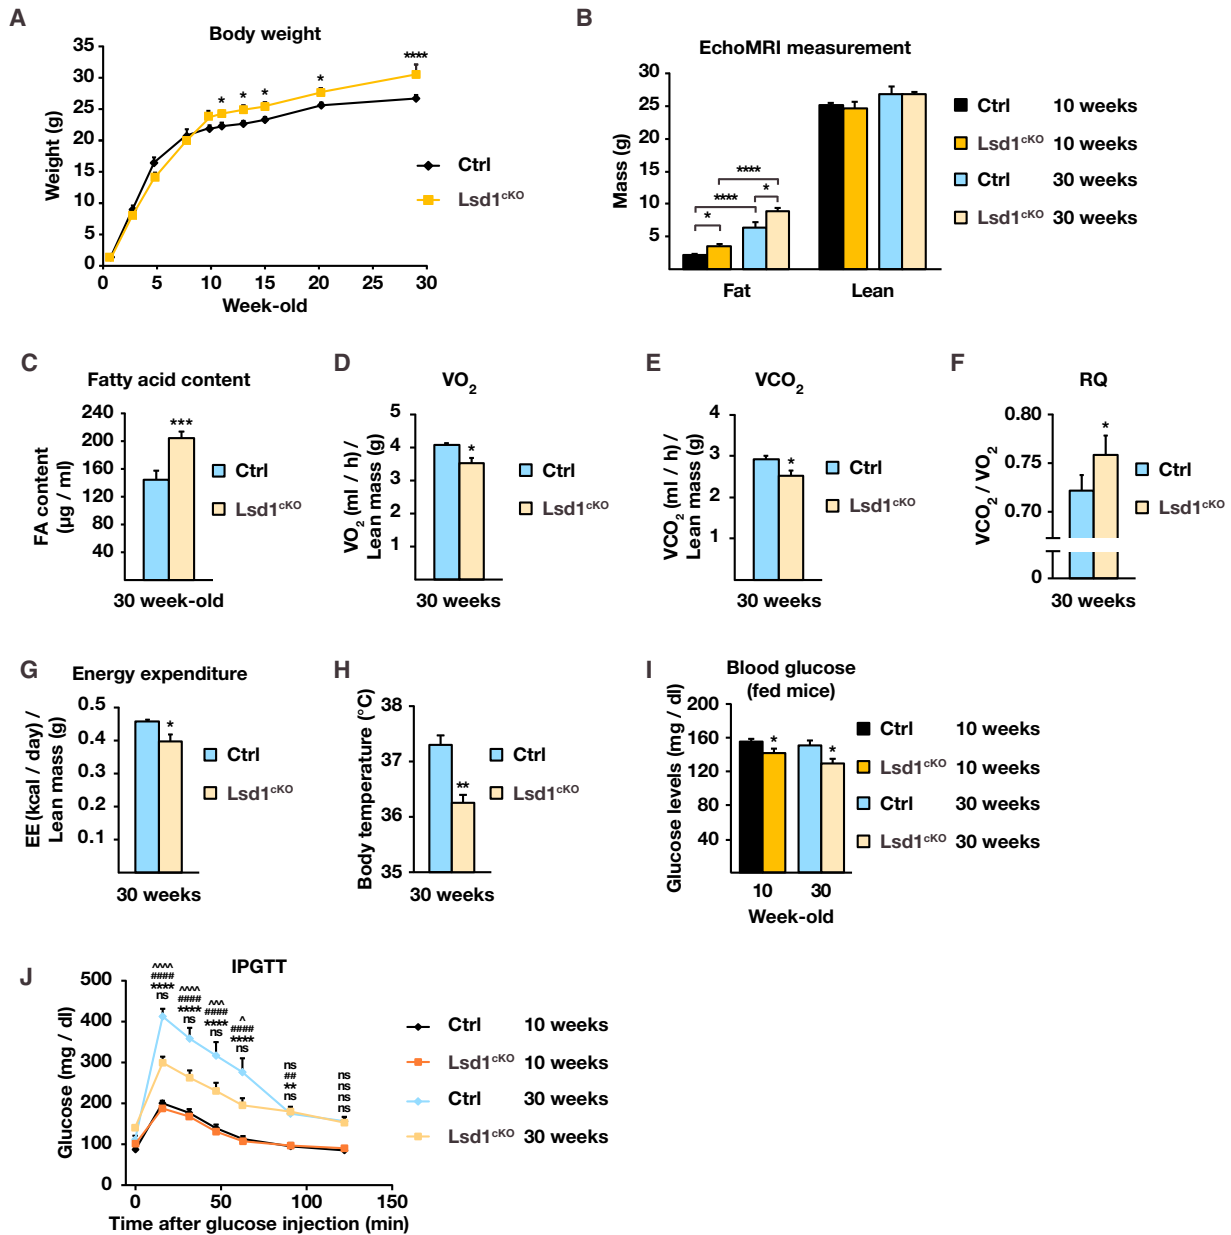 A
Body weight
Weight (g)
35
30
25
20
15
10
5
0
* * * * ****
0 5 10 15 20 25 30
Week-old
Ctrl
Lsd1cKO
B
EchoMRI measurement
Mass (g)
30
25
20
15
10
5
****
**** *
*
Fat Lean
Ctrl 10 weeks
Lsd1cKO 10 weeks
Ctrl 30 weeks
Lsd1cKO 30 weeks
C
Fatty acid content
FA content
(µg / ml)
240
200
160
120
80
40
***
30 week-old
Ctrl
Lsd1cKO
D
VO2
VO2 (ml / h) /
Lean mass (g)
5
4
3
2
1
*
30 weeks
Ctrl
Lsd1cKO
E
VCO2
VCO2 (ml / h) /
Lean mass (g)
4
3
2
1
*
30 weeks
Ctrl
Lsd1cKO
F
RQ
VCO2 / VO2
0.80
0.75
0.70
0
*
30 weeks
Ctrl
Lsd1cKO
G
Energy expenditure
EE (kcal / day) /
Lean mass (g)
0.5
0.4
0.3
0.2
0.1
*
30 weeks
Ctrl
Lsd1cKO
H
Body temperature (°C)
38
37
36
35
**
30 weeks
Ctrl
Lsd1cKO
I
Blood glucose
(fed mice)
Glucose levels (mg / dl)
200
160
120
80
40
* *
10 30
Week-old
Ctrl 10 weeks
Lsd1cKO 10 weeks
Ctrl 30 weeks
Lsd1cKO 30 weeks
J
IPGTT
Glucose (mg / dl)
500
400
300
200
100
0
^^^^
####
****
ns
^^^^
####
****
ns
^^^
####
****
ns
^
####
****
ns
ns
##
**
ns
ns
ns
ns
ns
0 50 100 150
Time after glucose injection (min)
Ctrl 10 weeks
Lsd1cKO 10 weeks
Ctrl 30 weeks
Lsd1cKO 30 weeks